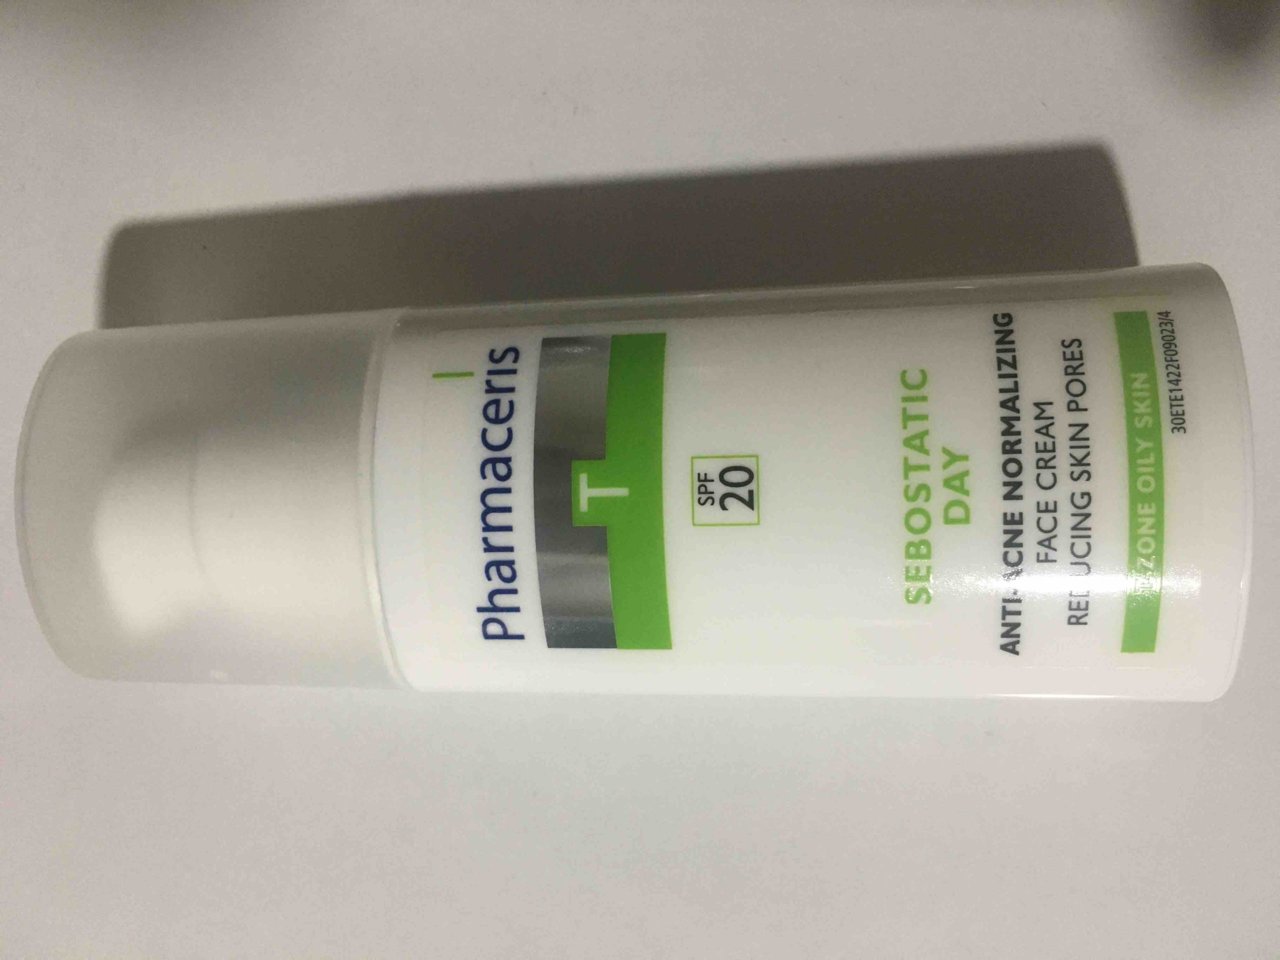 Pharmaceris
T
SPF
20
SEBOSTATIC
DAY
ANTI-ACNE NORMALIZING
FACE CREAM
REDUCING SKIN PORES
T-ZONE OILY SKIN
30ETE1422F09023/4